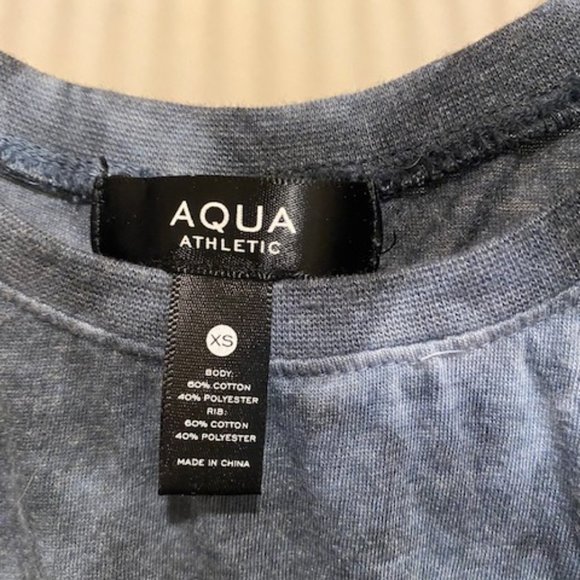 AQUA
ATHLETIC
XS
BODY:
60% COTTON
40% POLYESTER
RIB:
60% COTTON
40% POLYESTER
MADE IN CHINA